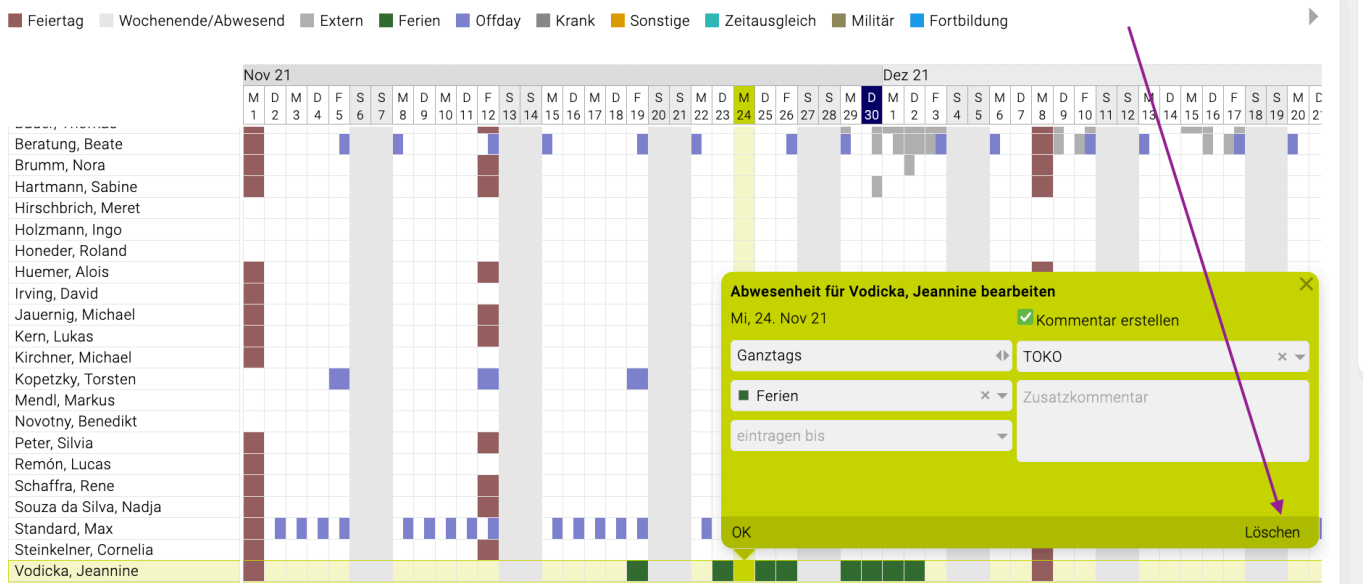 Feiertag Wochenende/Abwesend Extern Ferien Offday Krank Sonstige Zeitausgleich Militär Fortbildung
Nov 21 Dez 21
M D M D F S S M D M D F S S M D M D F S S M D M D F S S M D M D F S S M D M D F S S M D M D F S S M D
1 2 3 4 5 6 7 8 9 10 11 12 13 14 15 16 17 18 19 20 21 22 23 24 25 26 27 28 29 30 1 2 3 4 5 6 7 8 9 10 11 12 13 14 15 16 17 18 19 20 21
Beratung, Beate
Brumm, Nora
Hartmann, Sabine
Hirschbrich, Meret
Holzmann, Ingo
Honeder, Roland
Huemer, Alois
Irving, David
Jauernig, Michael
Kern, Lukas
Kirchner, Michael
Kopetzky, Torsten
Mendl, Markus
Novotny, Benedikt
Peter, Silvia
Remón, Lucas
Schaffra, Rene
Souza da Silva, Nadja
Standard, Max
Steinkelner, Cornelia
Vodicka, Jeannine
Abwesenheit für Vodicka, Jeannine bearbeiten
Mi, 24. Nov 21
Kommentar erstellen
Ganztags
TOKO
Ferien
Zusatzkommentar
eintragen bis
OK
Löschen